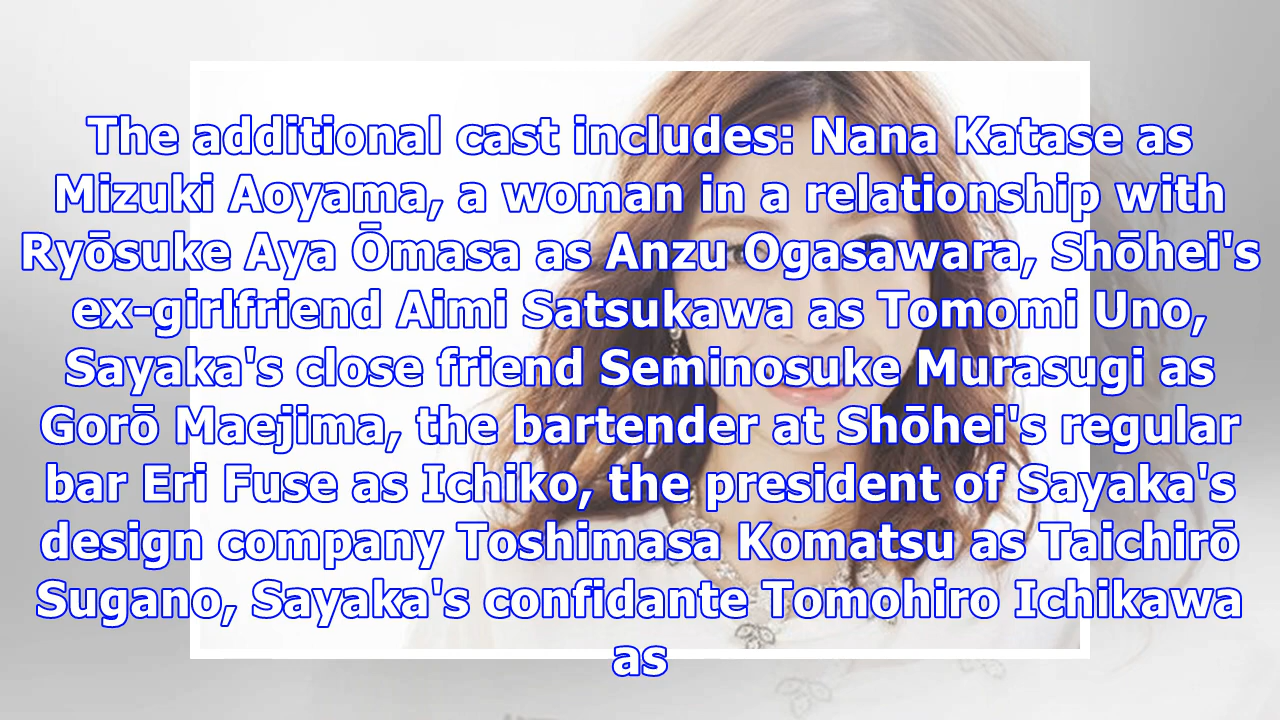 The additional cast includes: Nana Katase as
Mizuki Aoyama, a woman in a relationship with
Ryōsuke Aya Ōmasa as Anzu Ogasawara, Shōhei's
ex-girlfriend Aimi Satsukawa as Tomomi Uno,
Sayaka's close friend Seminosuke Murasugi as
Gorō Maejima, the bartender at Shōhei's regular
bar Eri Fuse as Ichiko, the president of Sayaka's
design company Toshimasa Komatsu as Taichirō
Sugano, Sayaka's confidante Tomohiro Ichikawa
as